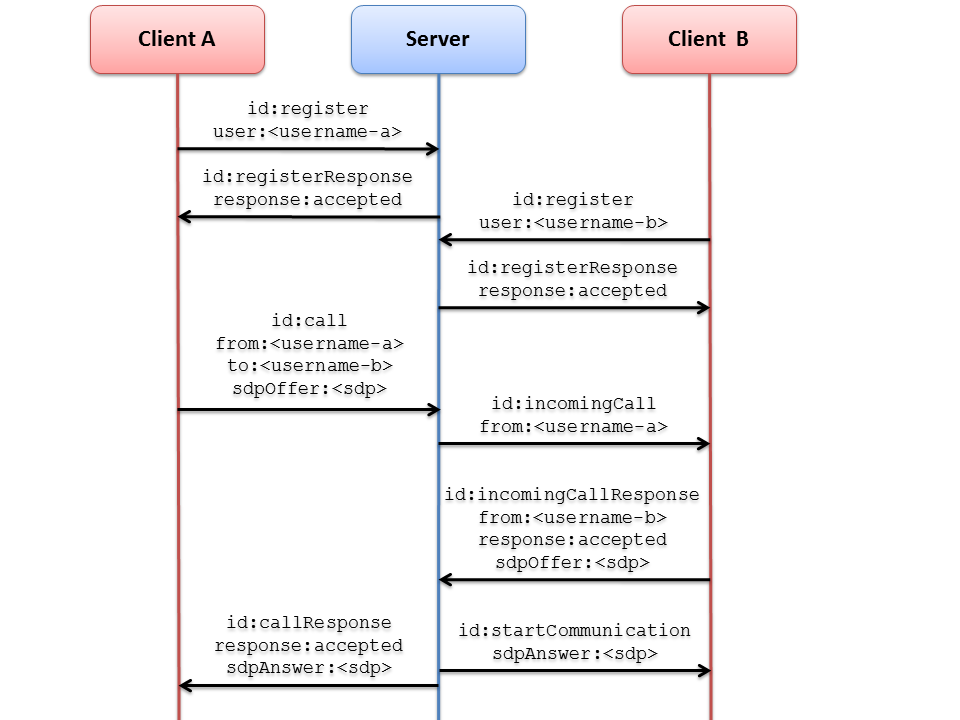 Client A
Server
Client  B
id:register
user:<username-a>
id:registerResponse
response:accepted
id:register
user:<username-b>
id:registerResponse
response:accepted
id:call
from:<username-a>
to:<username-b>
sdpOffer:<sdp>
id:incomingCall
from:<username-a>
id:incomingCallResponse
from:<username-b>
response:accepted
sdpOffer:<sdp>
id:callResponse
response:accepted
sdpAnswer:<sdp>
id:startCommunication
sdpAnswer:<sdp>